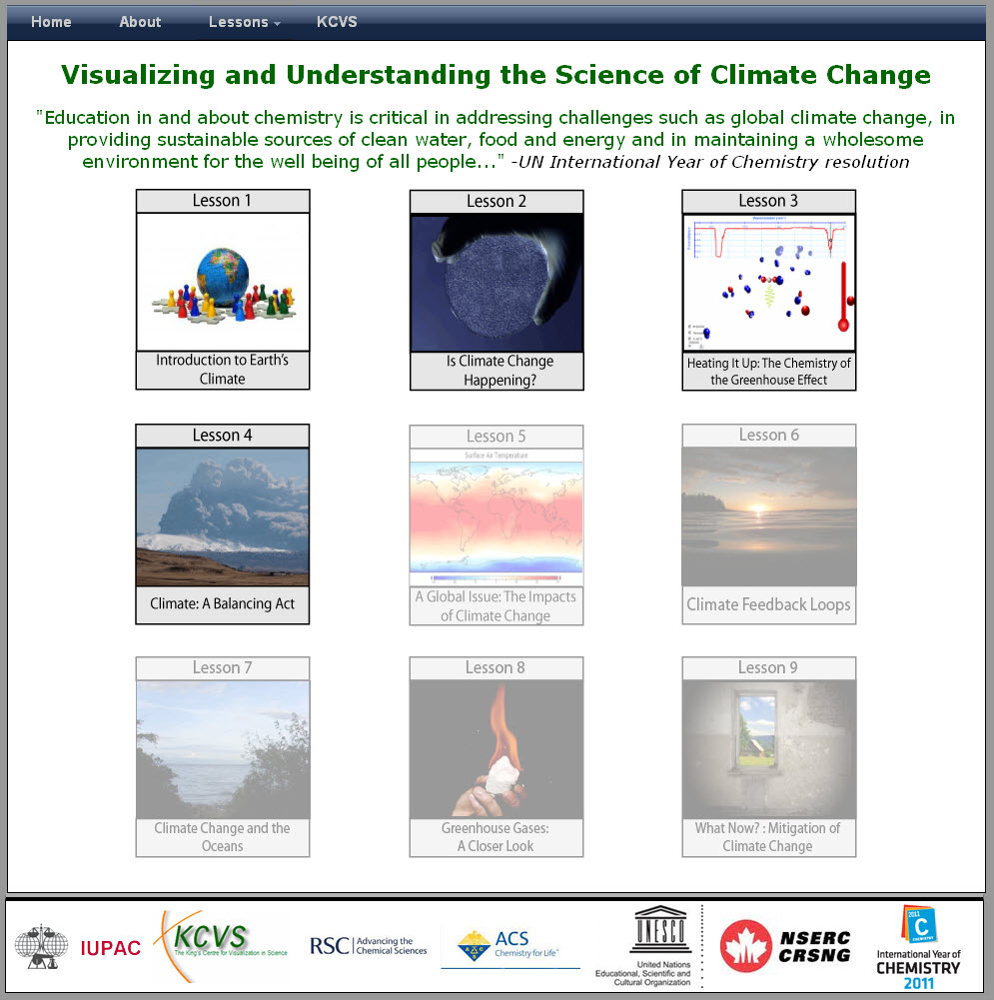 Home About Lessons KCVS
Visualizing and Understanding the Science of Climate Change
"Education in and about chemistry is critical in addressing challenges such as global climate change, in
providing sustainable sources of clean water, food and energy and in maintaining a wholesome
environment for the well being of all people..." -UN International Year of Chemistry resolution
Lesson 1
Introduction to Earth's
Climate
Lesson 2
Is Climate Change
Happening?
Lesson 3
Heating It Up: The Chemistry of
the Greenhouse Effect
Lesson 4
Climate: A Balancing Act
Lesson 5
Surface Air Temperature
A Global Issue: The Impacts
of Climate Change
Lesson 6
Climate Feedback Loops
Lesson 7
Climate Change and the
Oceans
Lesson 8
Greenhouse Gases:
A Closer Look
Lesson 9
What Now? : Mitigation of
Climate Change
IUPAC
KCVS
The King's Centre for Visualization in Science
RSC
Advancing the
Chemical Sciences
ACS
Chemistry for Life™
UNESCO
United Nations
Educational, Scientific and
Cultural Organization
NSERC
CRSNG
2011
C
CHEMISTRY
International Year of
CHEMISTRY
2011